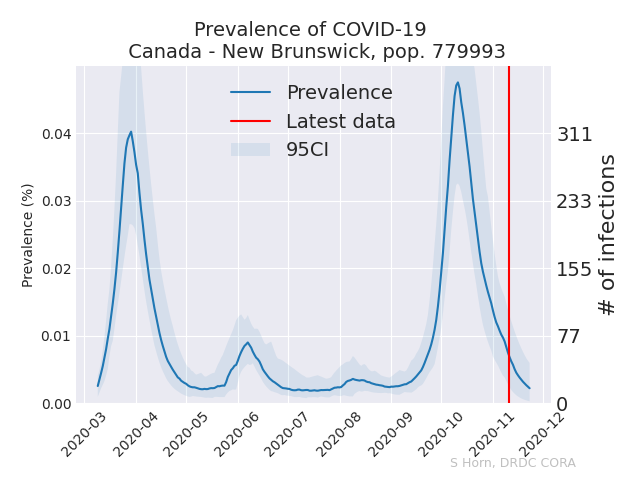 Prevalence of COVID-19
Canada - New Brunswick, pop. 779993
Prevalence
Latest data
95CI
Prevalence (%)
0.04
0.03
0.02
0.01
0.00
311
233
155
77
0
# of infections
2020-03
2020-04
2020-05
2020-06
2020-07
2020-08
2020-09
2020-10
2020-11
2020-12
S Horn, DRDC CORA